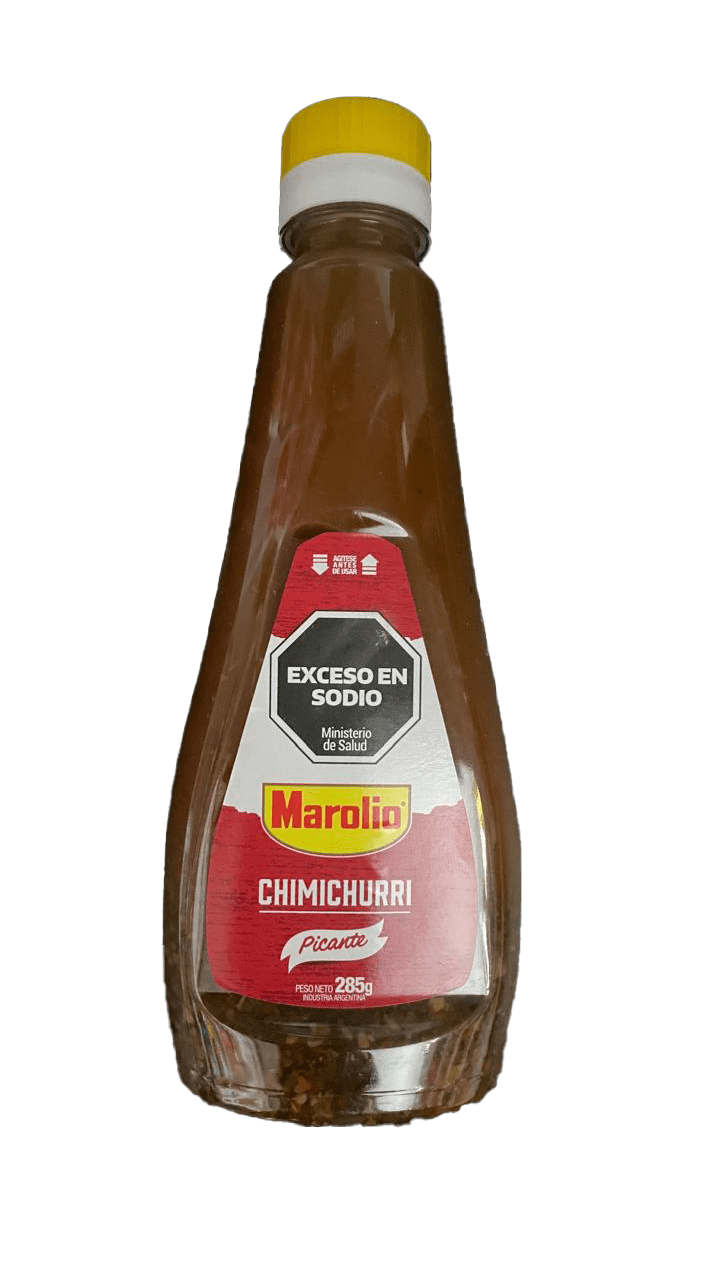 AGITESE
ANTES
DE USAR
EXCESO EN
SODIO
Ministerio
de Salud
Marolio®
CHIMICHURRI
Picante
PESO NETO 285g
INDUSTRIA ARGENTINA